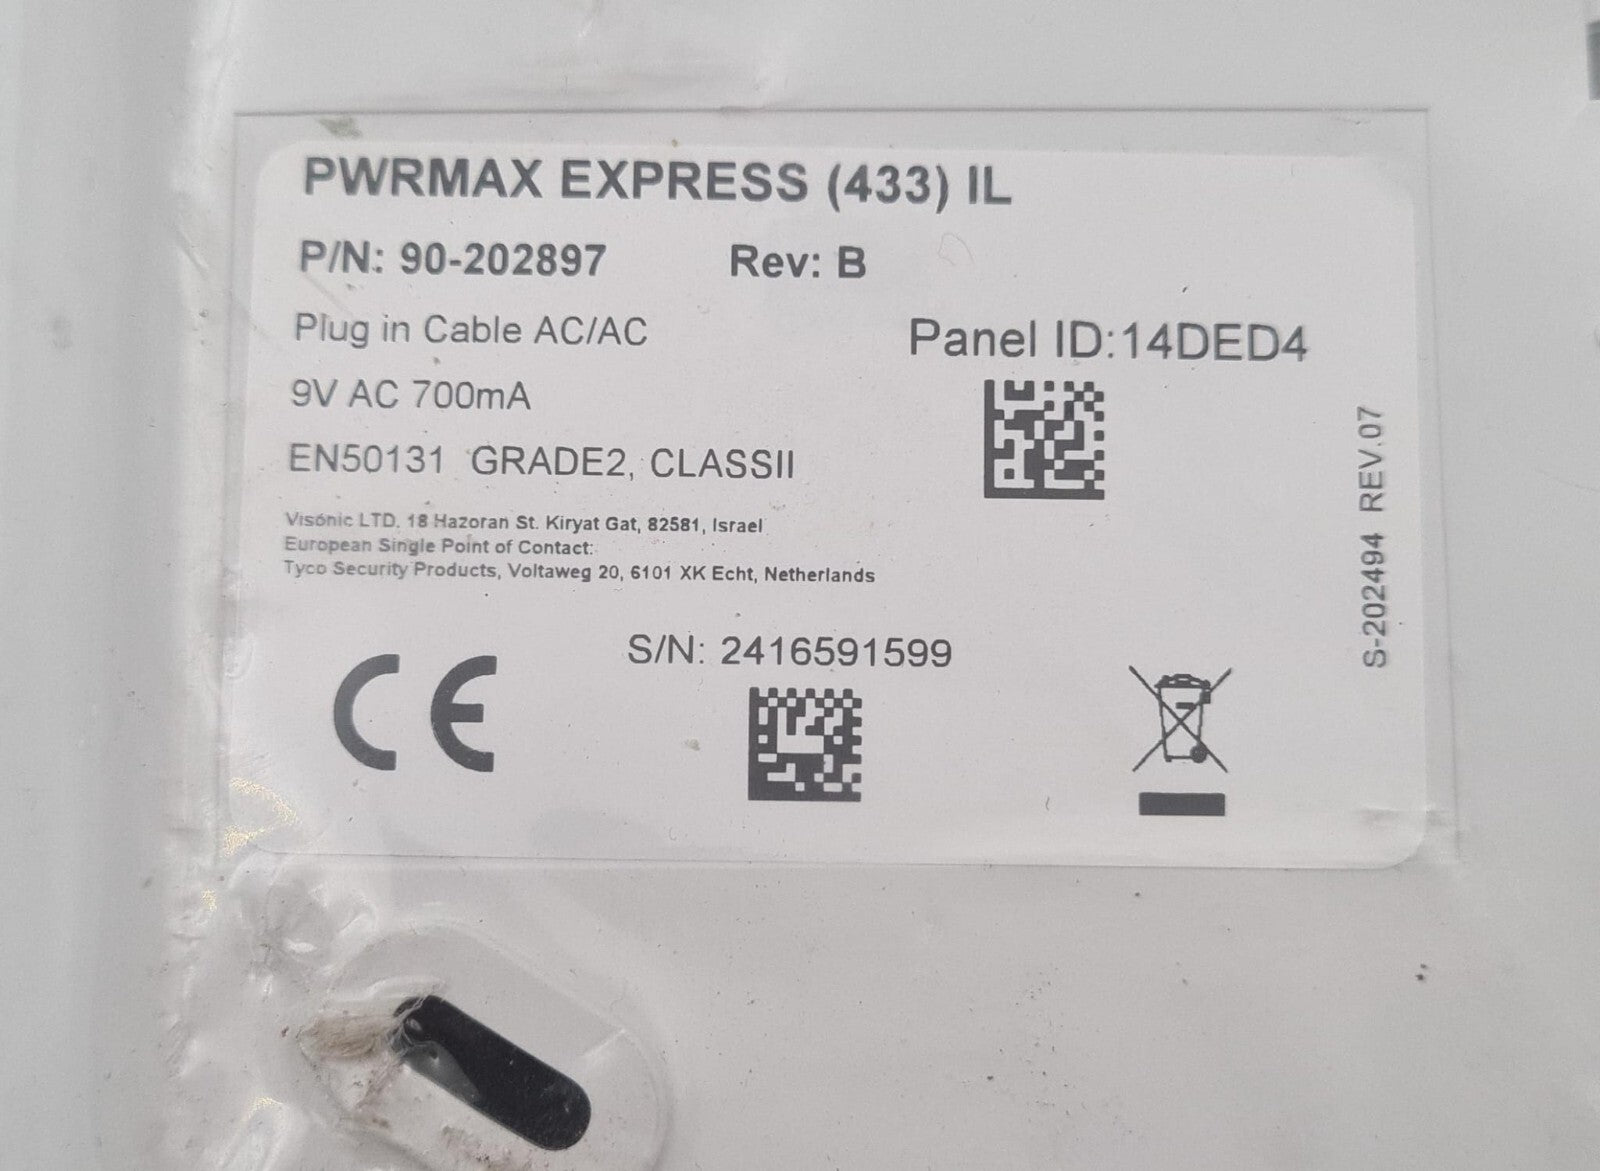 PWRMAX EXPRESS (433) IL
P/N: 90-202897 Rev: B
Plug in Cable AC/AC
Panel ID:14DED4
9V AC 700mA
EN50131 GRADE2, CLASSII
Visonic LTD. 18 Hazoran St. Kiryat Gat, 82581, Israel
European Single Point of Contact:
Tyco Security Products, Voltaweg 20, 6101 XK Echt, Netherlands
S/N: 2416591599
CE
S-202494 REV.07